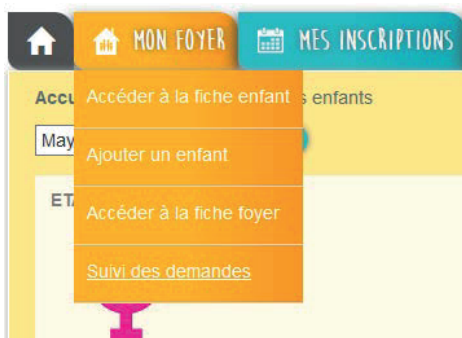 MON FOYER MES INSCRIPTIONS
Accu
Accéder à la fiche enfant
s enfants
May
Ajouter un enfant
ET
Accéder à la fiche foyer
Suivi des demandes